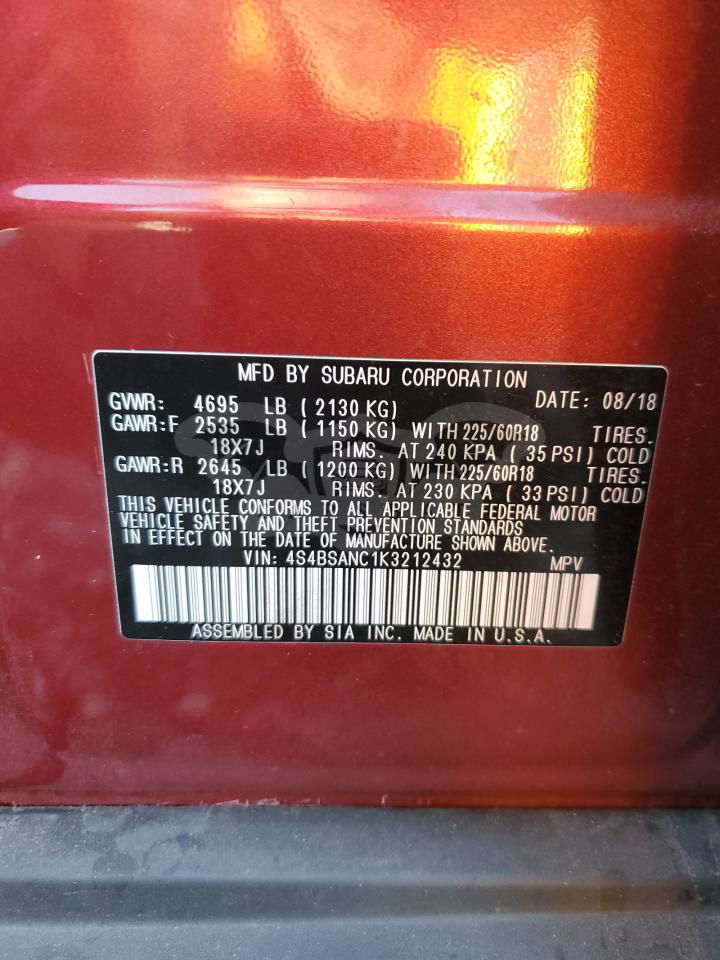 MFD BY SUBARU CORPORATION
GVWR: 4695 LB ( 2130 KG) DATE: 08/18
GAWR:F 2535 LB ( 1150 KG) WITH 225/60R18 TIRES.
18X7J RIMS. AT 240 KPA ( 35 PSI) COLD
GAWR:R 2645 LB ( 1200 KG) WITH 225/60R18 TIRES.
18X7J RIMS. AT 230 KPA ( 33 PSI) COLD
THIS VEHICLE CONFORMS TO ALL APPLICABLE FEDERAL MOTOR
VEHICLE SAFETY AND THEFT PREVENTION STANDARDS
IN EFFECT ON THE DATE OF MANUFACTURE SHOWN ABOVE.
VIN: 4S4BSANC1K3212432 MPV
ASSEMBLED BY SIA INC. MADE IN U.S.A.